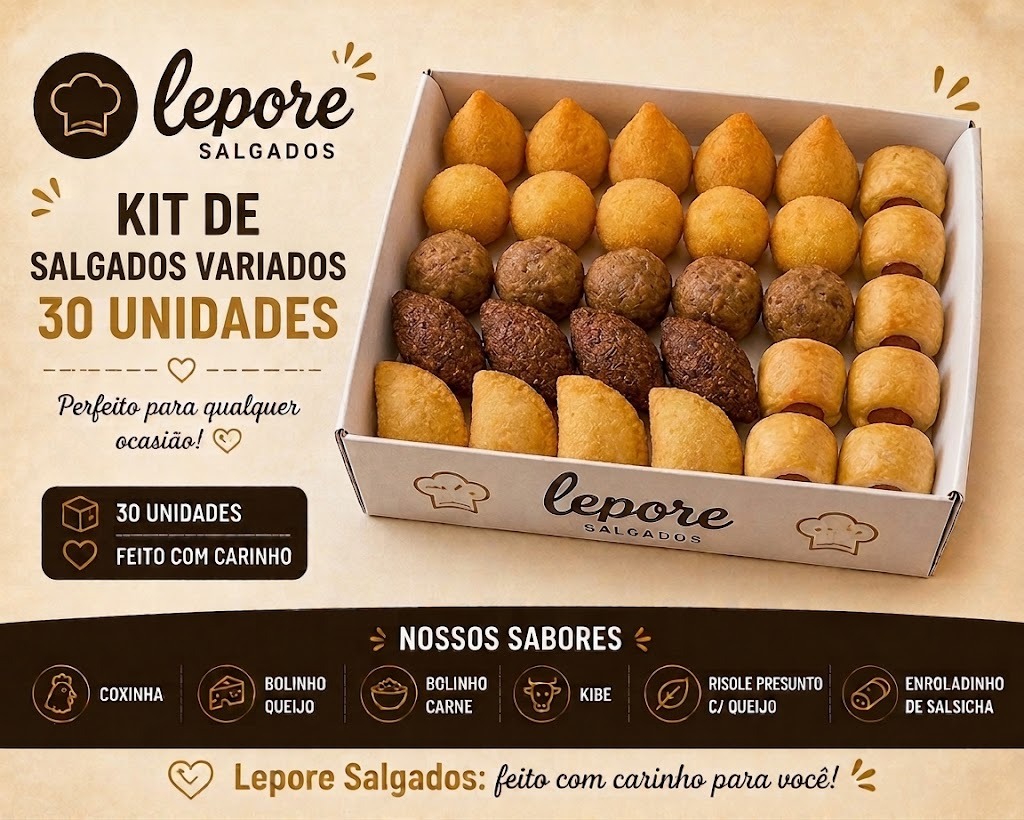 lepore
SALGADOS
KIT DE
SALGADOS VARIADOS
30 UNIDADES
Perfeito para qualquer
ocasião!
30 UNIDADES
FEITO COM CARINHO
lepore
SALGADOS
NOSSOS SABORES
COXINHA
BOLINHO
QUEIJO
BOLINHO
CARNE
KIBE
RISOLE PRESUNTO
C/ QUEIJO
ENROLADINHO
DE SALSICHA
Lepore Salgados: feito com carinho para você!